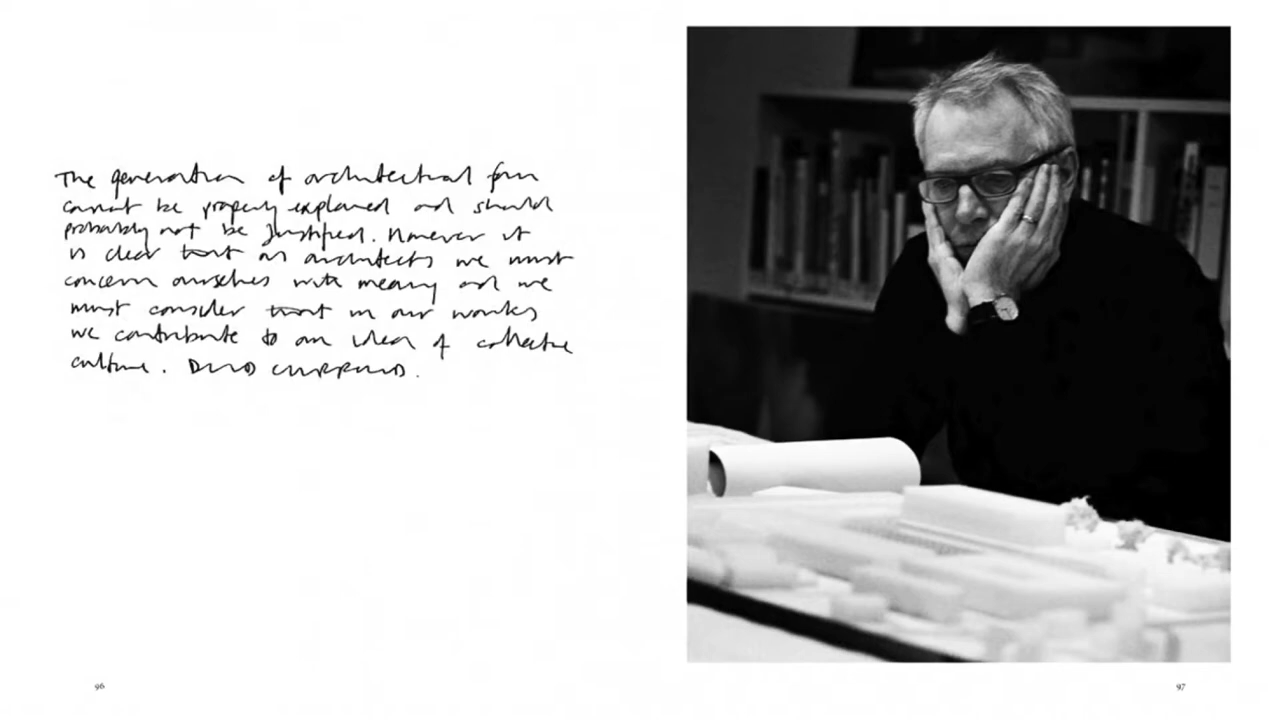 The generation of architectural form
cannot be properly explained and should
probably not be justified. However it
is clear that as architects we must
concern ourselves with meaning and we
must consider that in our works
we contribute to an idea of collective
culture. DAVID CHIPPERFIELD.
96
97